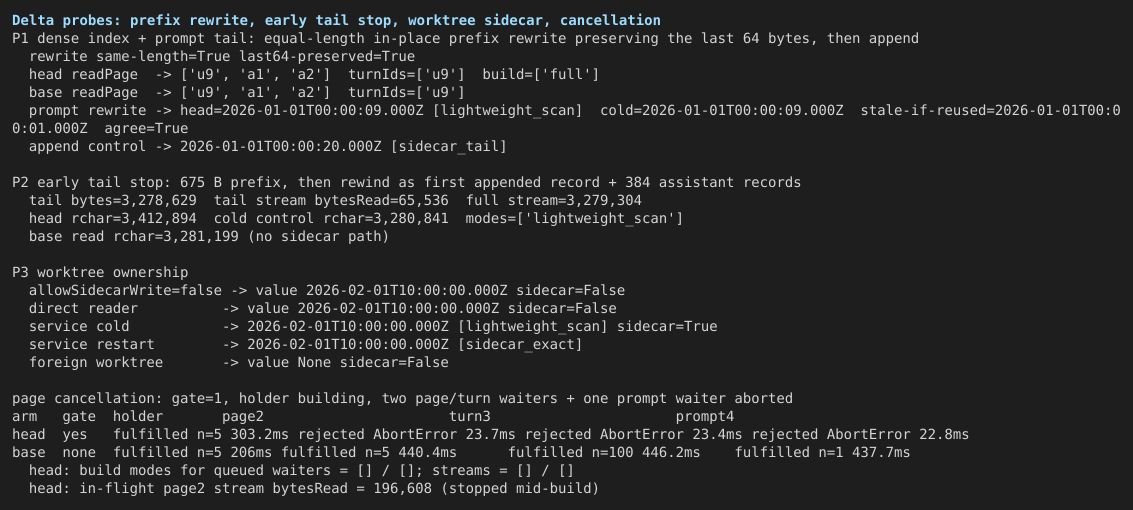 Delta probes: prefix rewrite, early tail stop, worktree sidecar, cancellation
P1 dense index + prompt tail: equal-length in-place prefix rewrite preserving the last 64 bytes, then append
  rewrite same-length=True last64-preserved=True
  head readPage  -> ['u9', 'a1', 'a2']  turnIds=['u9']  build=['full']
  base readPage  -> ['u9', 'a1', 'a2']  turnIds=['u9']
  prompt rewrite -> head=2026-01-01T00:00:09.000Z [lightweight_scan]  cold=2026-01-01T00:00:09.000Z  stale-if-reused=2026-01-01T00:0
0:01.000Z  agree=True
  append control -> 2026-01-01T00:00:20.000Z [sidecar_tail]

P2 early tail stop: 675 B prefix, then rewind as first appended record + 384 assistant records
  tail bytes=3,278,629  tail stream bytesRead=65,536  full stream=3,279,304
  head rchar=3,412,894  cold control rchar=3,280,841  modes=['lightweight_scan']
  base read rchar=3,281,199 (no sidecar path)

P3 worktree ownership
  allowSidecarWrite=false -> value 2026-02-01T10:00:00.000Z sidecar=False
  direct reader          -> value 2026-02-01T10:00:00.000Z sidecar=False
  service cold           -> 2026-02-01T10:00:00.000Z [lightweight_scan] sidecar=True
  service restart        -> 2026-02-01T10:00:00.000Z [sidecar_exact]
  foreign worktree       -> value None sidecar=False

page cancellation: gate=1, holder building, two page/turn waiters + one prompt waiter aborted
arm   gate  holder       page2                      turn3                      prompt4
head  yes   fulfilled n=5 303.2ms rejected AbortError 23.7ms rejected AbortError 23.4ms rejected AbortError 22.8ms
base  none  fulfilled n=5 206ms fulfilled n=5 440.4ms      fulfilled n=100 446.2ms    fulfilled n=1 437.7ms
  head: build modes for queued waiters = [] / []; streams = [] / []
  head: in-flight page2 stream bytesRead = 196,608 (stopped mid-build)